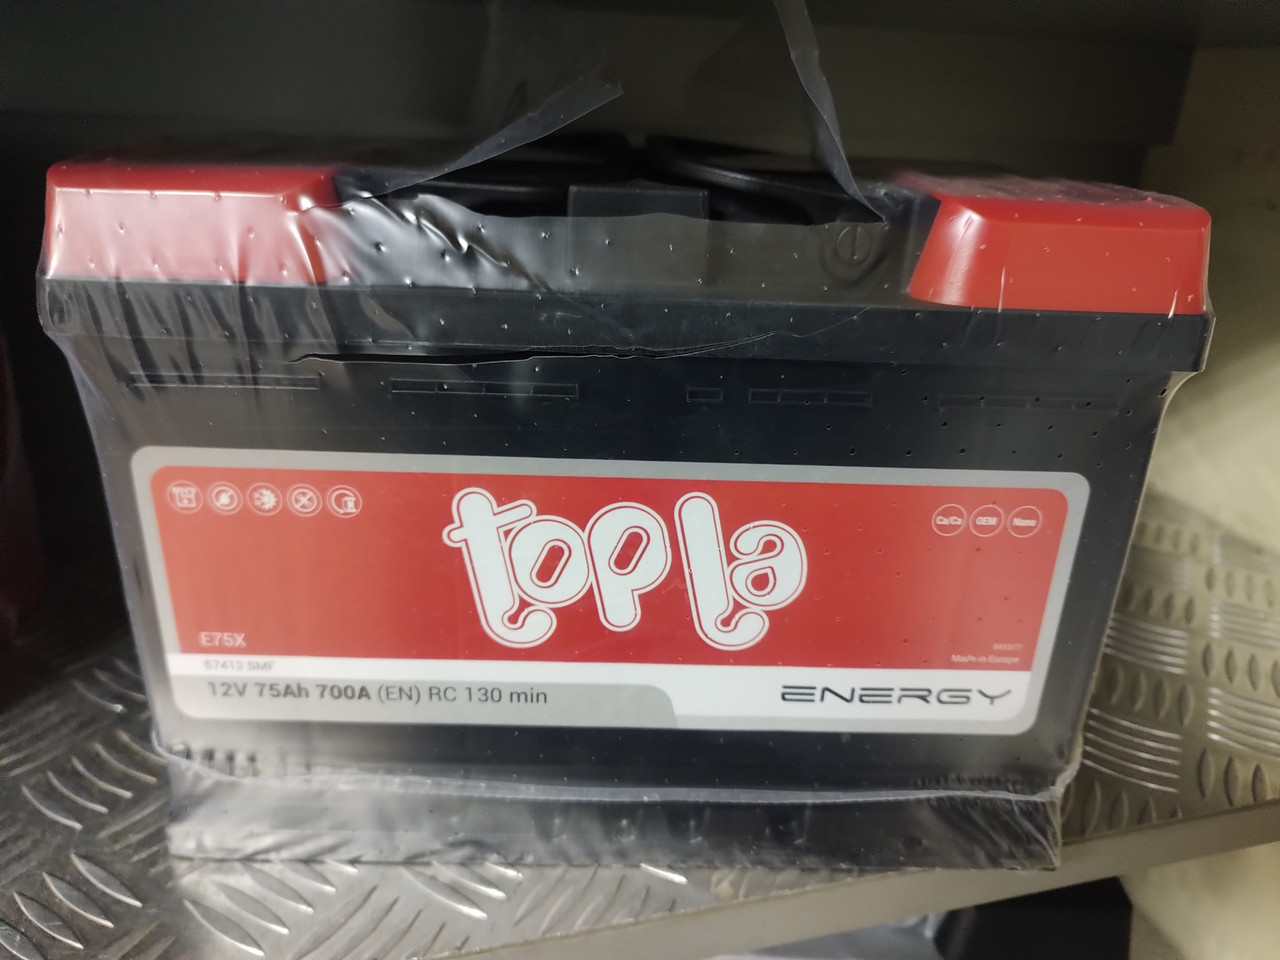 topla
Ca/Ca OEM Nano
E75X
Made in Europe
57413 SMF
12V 75Ah 700A (EN) RC 130 min
ENERGY